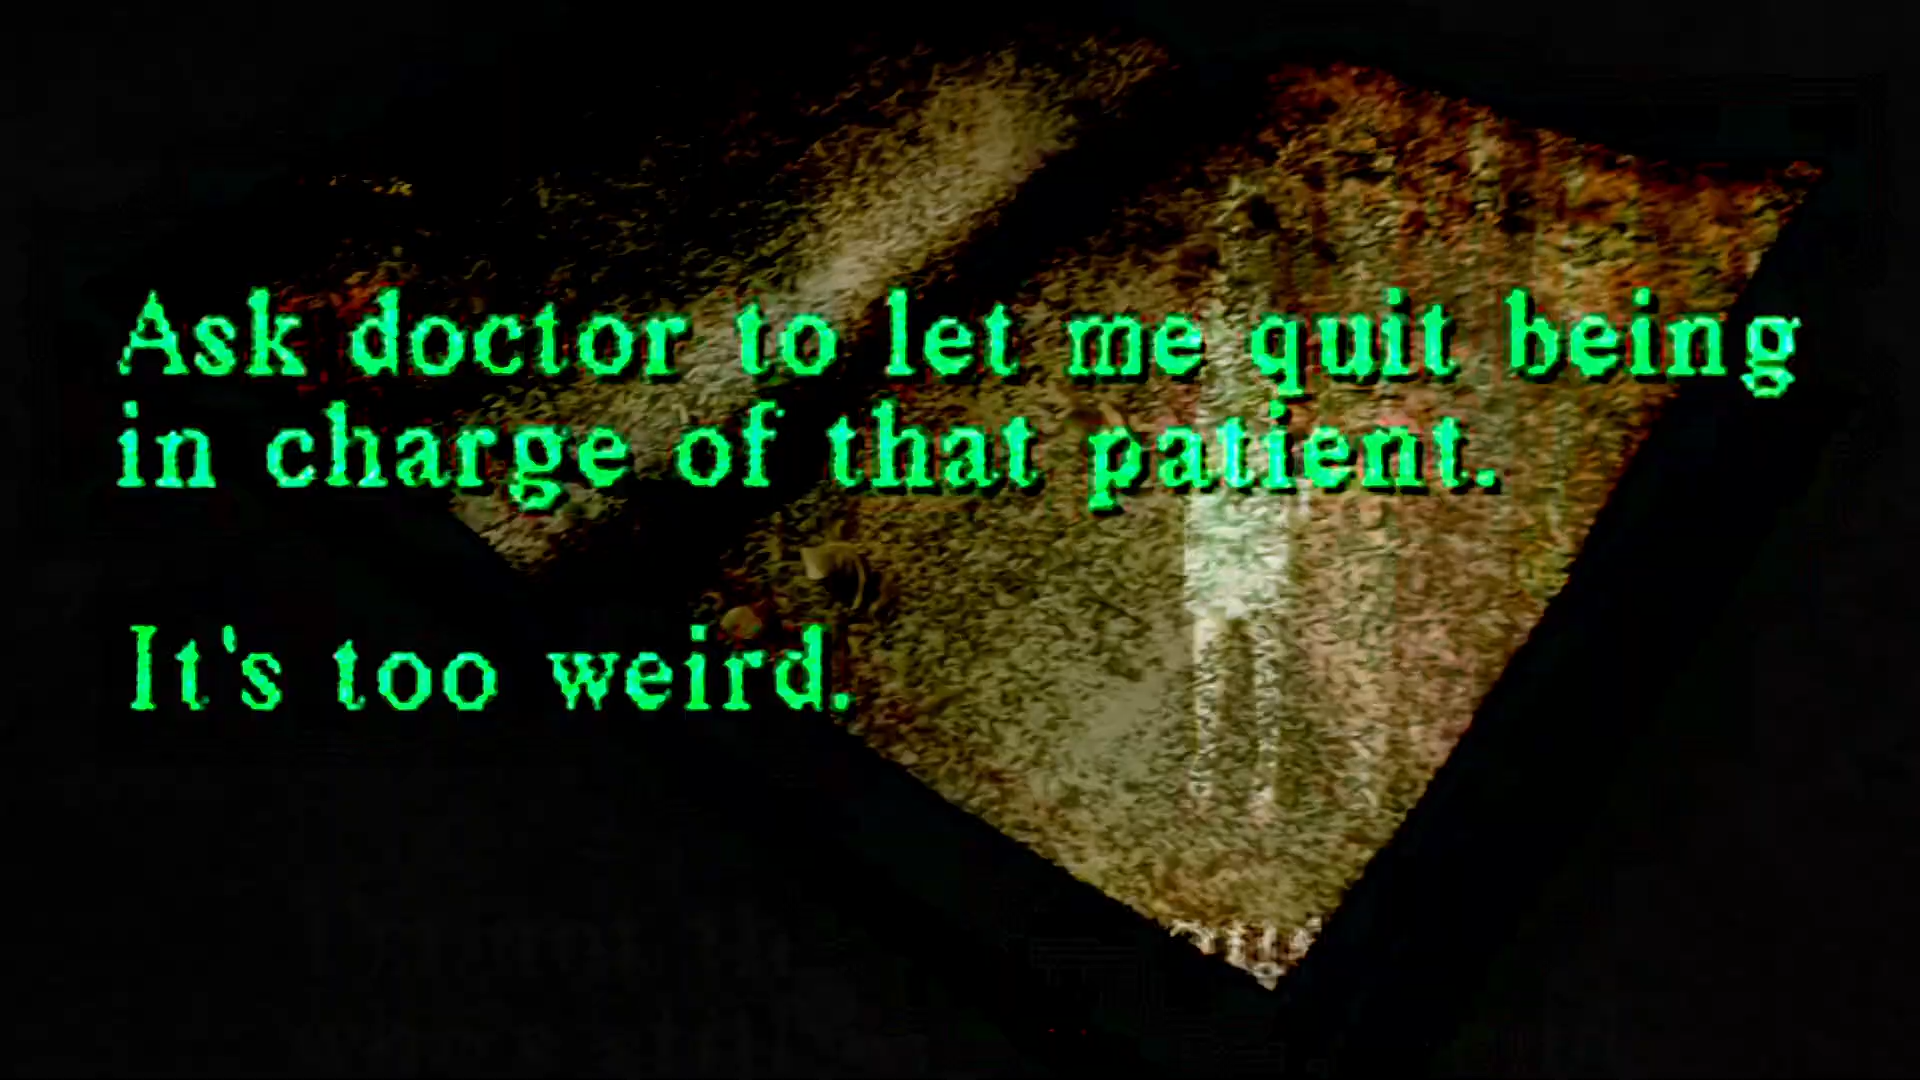 Ask doctor to let me quit being
in charge of that patient.
It's too weird.